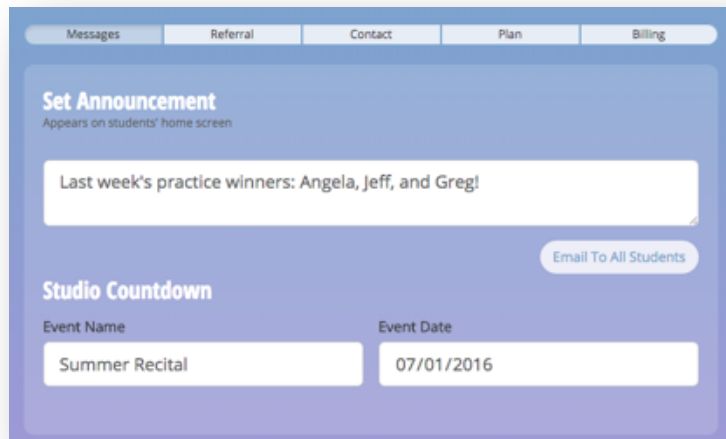 Messages Referral Contact Plan Billing
Set Announcement
Appears on students' home screen
Last week's practice winners: Angela, Jeff, and Greg!
Email To All Students
Studio Countdown
Event Name Event Date
Summer Recital 07/01/2016